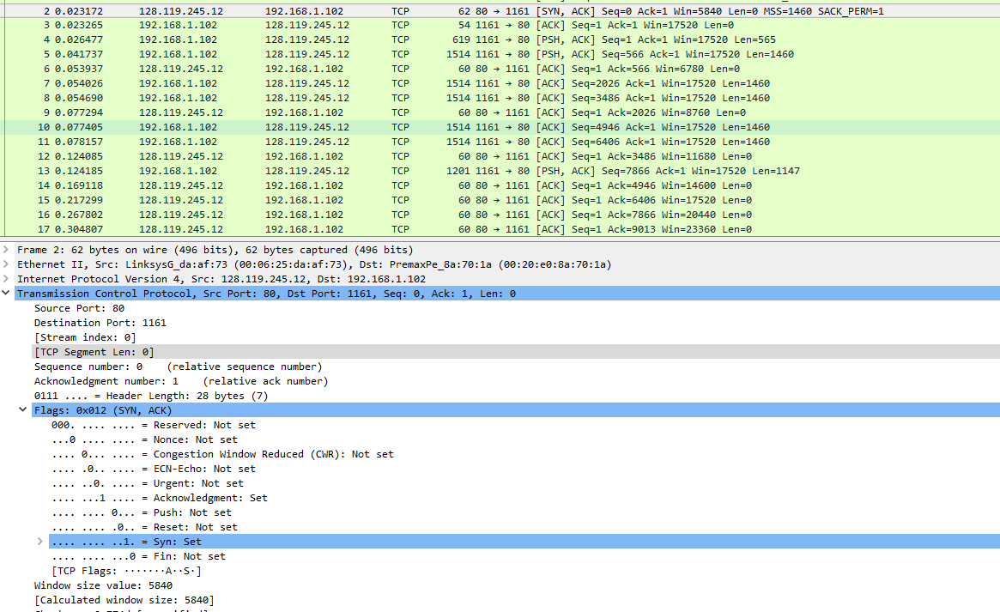 2 0.023172 128.119.245.12 192.168.1.102 TCP 62 80 → 1161 [SYN, ACK] Seq=0 Ack=1 Win=5840 Len=0 MSS=1460 SACK_PERM=1
3 0.023265 192.168.1.102 128.119.245.12 TCP 54 1161 → 80 [ACK] Seq=1 Ack=1 Win=17520 Len=0
4 0.026477 192.168.1.102 128.119.245.12 TCP 619 1161 → 80 [PSH, ACK] Seq=1 Ack=1 Win=17520 Len=565
5 0.041737 192.168.1.102 128.119.245.12 TCP 1514 1161 → 80 [PSH, ACK] Seq=566 Ack=1 Win=17520 Len=1460
6 0.053937 128.119.245.12 192.168.1.102 TCP 60 80 → 1161 [ACK] Seq=1 Ack=566 Win=6780 Len=0
7 0.054026 192.168.1.102 128.119.245.12 TCP 1514 1161 → 80 [ACK] Seq=2026 Ack=1 Win=17520 Len=1460
8 0.054690 192.168.1.102 128.119.245.12 TCP 1514 1161 → 80 [ACK] Seq=3486 Ack=1 Win=17520 Len=1460
9 0.077294 128.119.245.12 192.168.1.102 TCP 60 80 → 1161 [ACK] Seq=1 Ack=2026 Win=8760 Len=0
10 0.077405 192.168.1.102 128.119.245.12 TCP 1514 1161 → 80 [ACK] Seq=4946 Ack=1 Win=17520 Len=1460
11 0.078157 192.168.1.102 128.119.245.12 TCP 1514 1161 → 80 [ACK] Seq=6406 Ack=1 Win=17520 Len=1460
12 0.124085 128.119.245.12 192.168.1.102 TCP 60 80 → 1161 [ACK] Seq=1 Ack=3486 Win=11680 Len=0
13 0.124185 192.168.1.102 128.119.245.12 TCP 1201 1161 → 80 [PSH, ACK] Seq=7866 Ack=1 Win=17520 Len=1147
14 0.169118 128.119.245.12 192.168.1.102 TCP 60 80 → 1161 [ACK] Seq=1 Ack=4946 Win=14600 Len=0
15 0.217299 128.119.245.12 192.168.1.102 TCP 60 80 → 1161 [ACK] Seq=1 Ack=6406 Win=17520 Len=0
16 0.267802 128.119.245.12 192.168.1.102 TCP 60 80 → 1161 [ACK] Seq=1 Ack=7866 Win=20440 Len=0
17 0.304807 128.119.245.12 192.168.1.102 TCP 60 80 → 1161 [ACK] Seq=1 Ack=9013 Win=23360 Len=0
Frame 2: 62 bytes on wire (496 bits), 62 bytes captured (496 bits)
Ethernet II, Src: LinksysG_da:af:73 (00:06:25:da:af:73), Dst: PremaxPe_8a:70:1a (00:20:e0:8a:70:1a)
Internet Protocol Version 4, Src: 128.119.245.12, Dst: 192.168.1.102
Transmission Control Protocol, Src Port: 80, Dst Port: 1161, Seq: 0, Ack: 1, Len: 0
Source Port: 80
Destination Port: 1161
[Stream index: 0]
[TCP Segment Len: 0]
Sequence number: 0 (relative sequence number)
Acknowledgment number: 1 (relative ack number)
0111 .... = Header Length: 28 bytes (7)
Flags: 0x012 (SYN, ACK)
000. .... .... = Reserved: Not set
...0 .... .... = Nonce: Not set
.... 0... .... = Congestion Window Reduced (CWR): Not set
.... .0.. .... = ECN-Echo: Not set
.... ..0. .... = Urgent: Not set
.... ...1 .... = Acknowledgment: Set
.... .... 0... = Push: Not set
.... .... .0.. = Reset: Not set
.... .... ..1. = Syn: Set
.... .... ...0 = Fin: Not set
[TCP Flags: ·······A··S·]
Window size value: 5840
[Calculated window size: 5840]